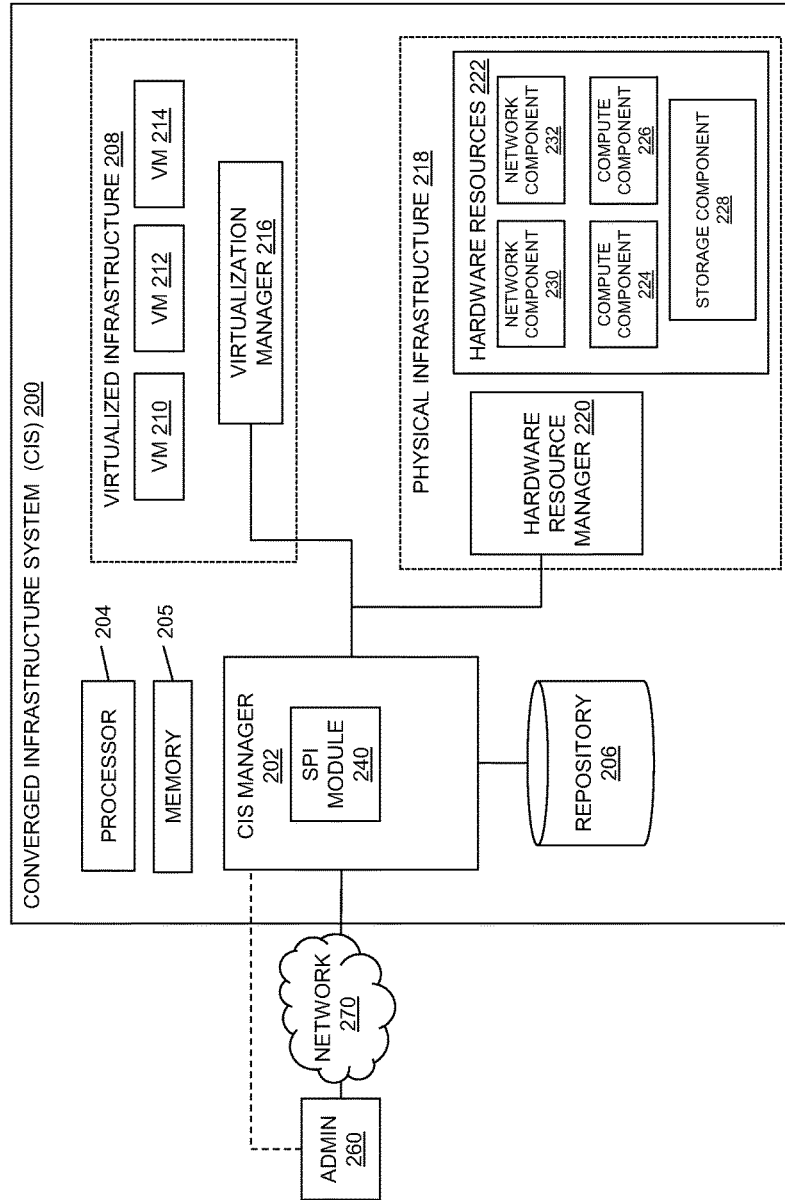 CONVERGED INFRASTRUCTURE SYSTEM (CIS) 200
PROCESSOR
204
MEMORY
205
CIS MANAGER
202
SPI
MODULE
240
REPOSITORY
206
NETWORK
270
ADMIN
260
VIRTUALIZED INFRASTRUCTURE 208
VM 210
VM 212
VM 214
VIRTUALIZATION
MANAGER 216
PHYSICAL INFRASTRUCTURE 218
HARDWARE
RESOURCE
MANAGER 220
HARDWARE RESOURCES 222
NETWORK
COMPONENT
230
NETWORK
COMPONENT
232
COMPUTE
COMPONENT
224
COMPUTE
COMPONENT
226
STORAGE COMPONENT
228